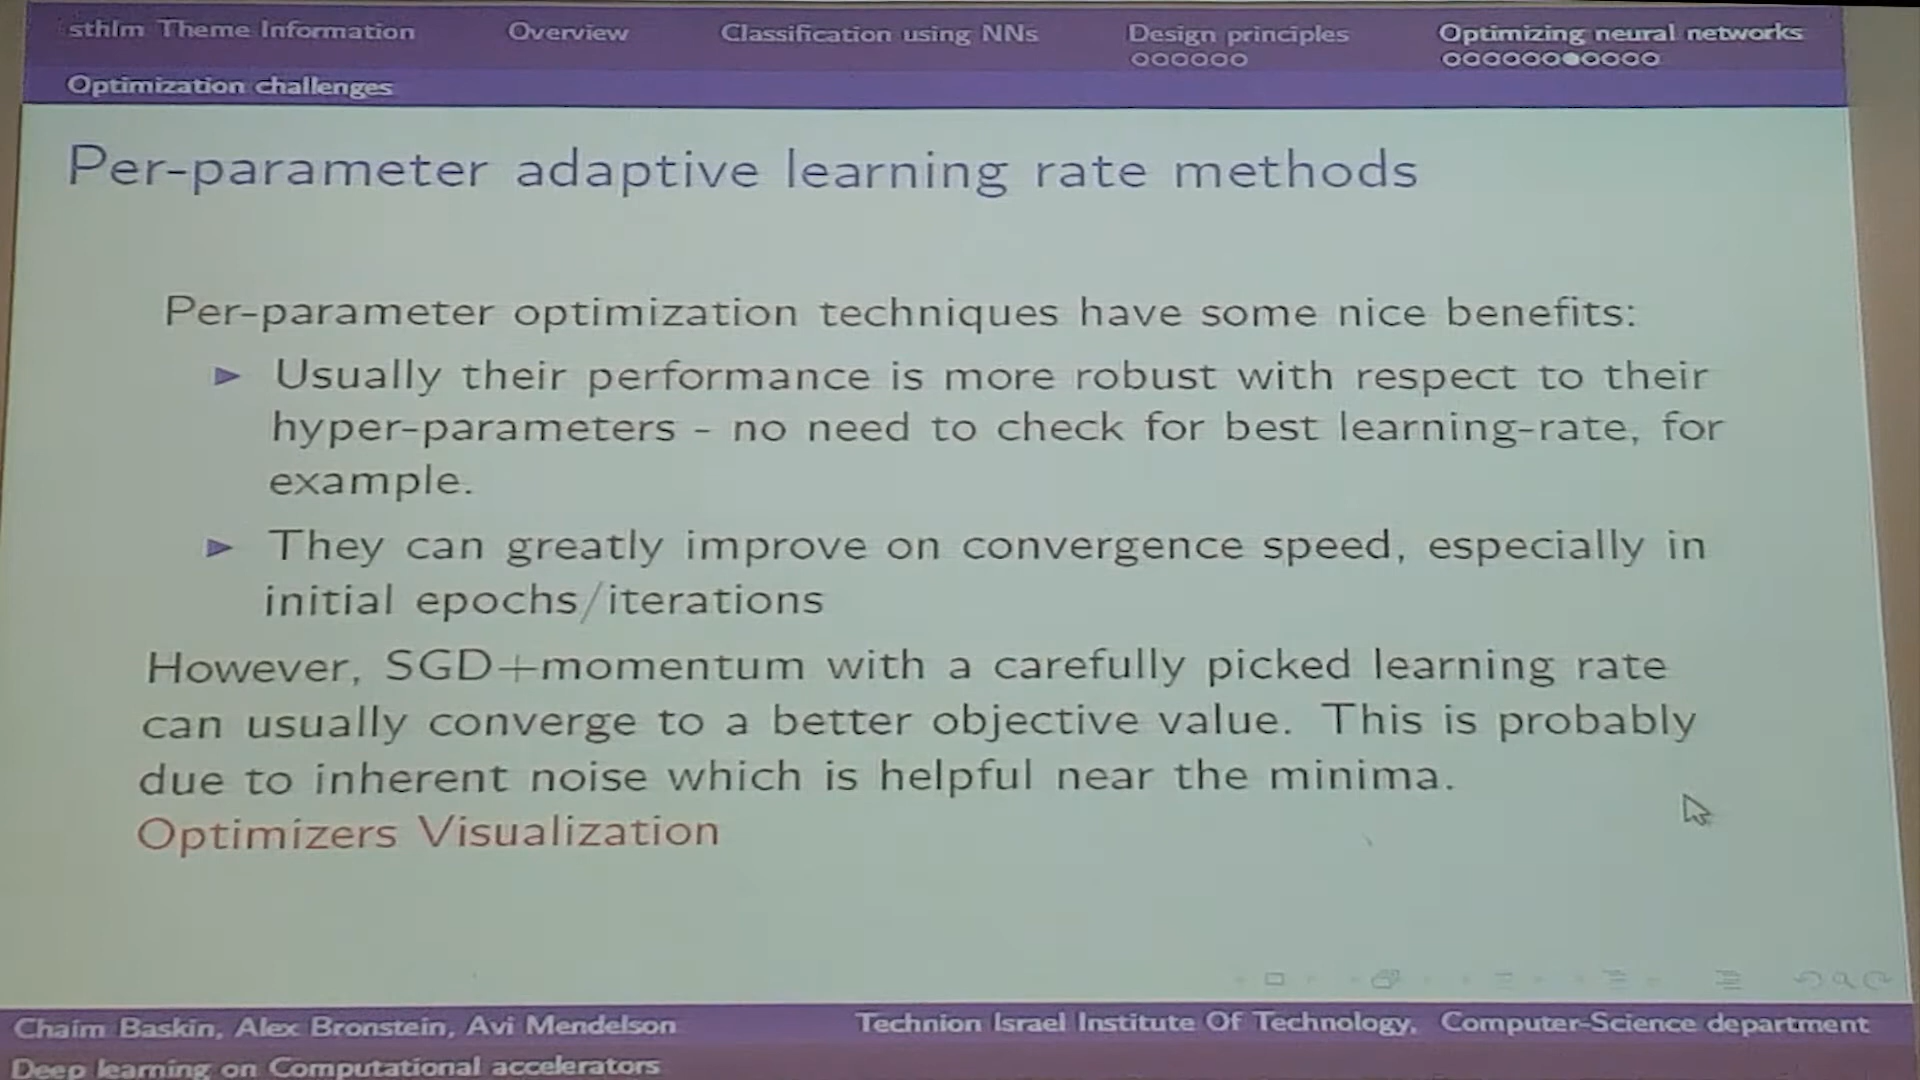 sthlm Theme Information
Overview
Classification using NNs
Design principles
Optimizing neural networks
Optimization challenges
Per-parameter adaptive learning rate methods
Per-parameter optimization techniques have some nice benefits:
Usually their performance is more robust with respect to their
hyper-parameters - no need to check for best learning-rate, for
example.
They can greatly improve on convergence speed, especially in
initial epochs/iterations
However, SGD+momentum with a carefully picked learning rate
can usually converge to a better objective value. This is probably
due to inherent noise which is helpful near the minima.
Optimizers Visualization
Chaim Baskin, Alex Bronstein, Avi Mendelson
Technion Israel Institute Of Technology, Computer-Science department
Deep learning on Computational accelerators